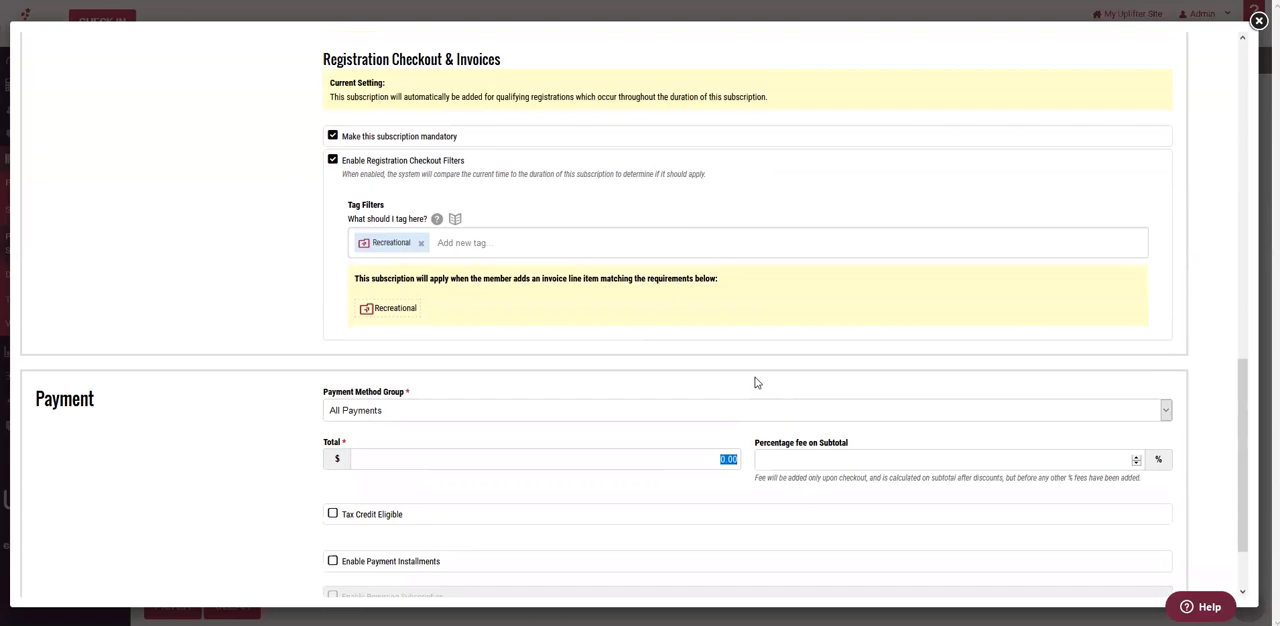 My Uplifter Site
Admin
Registration Checkout & Invoices
Current Setting:
This subscription will automatically be added for qualifying registrations which occur throughout the duration of this subscription.
Make this subscription mandatory
Enable Registration Checkout Filters
When enabled, the system will compare the current time to the duration of this subscription to determine if it should apply.
Tag Filters
What should I tag here? ?
Recreational x Add new tag...
This subscription will apply when the member adds an invoice line item matching the requirements below:
Recreational
Payment
Payment Method Group *
All Payments
Total *
$ 0.00
Percentage fee on Subtotal
%
Fee will be added only upon checkout, and is calculated on subtotal after discounts, but before any other % fees have been added.
Tax Credit Eligible
Enable Payment Installments
? Help